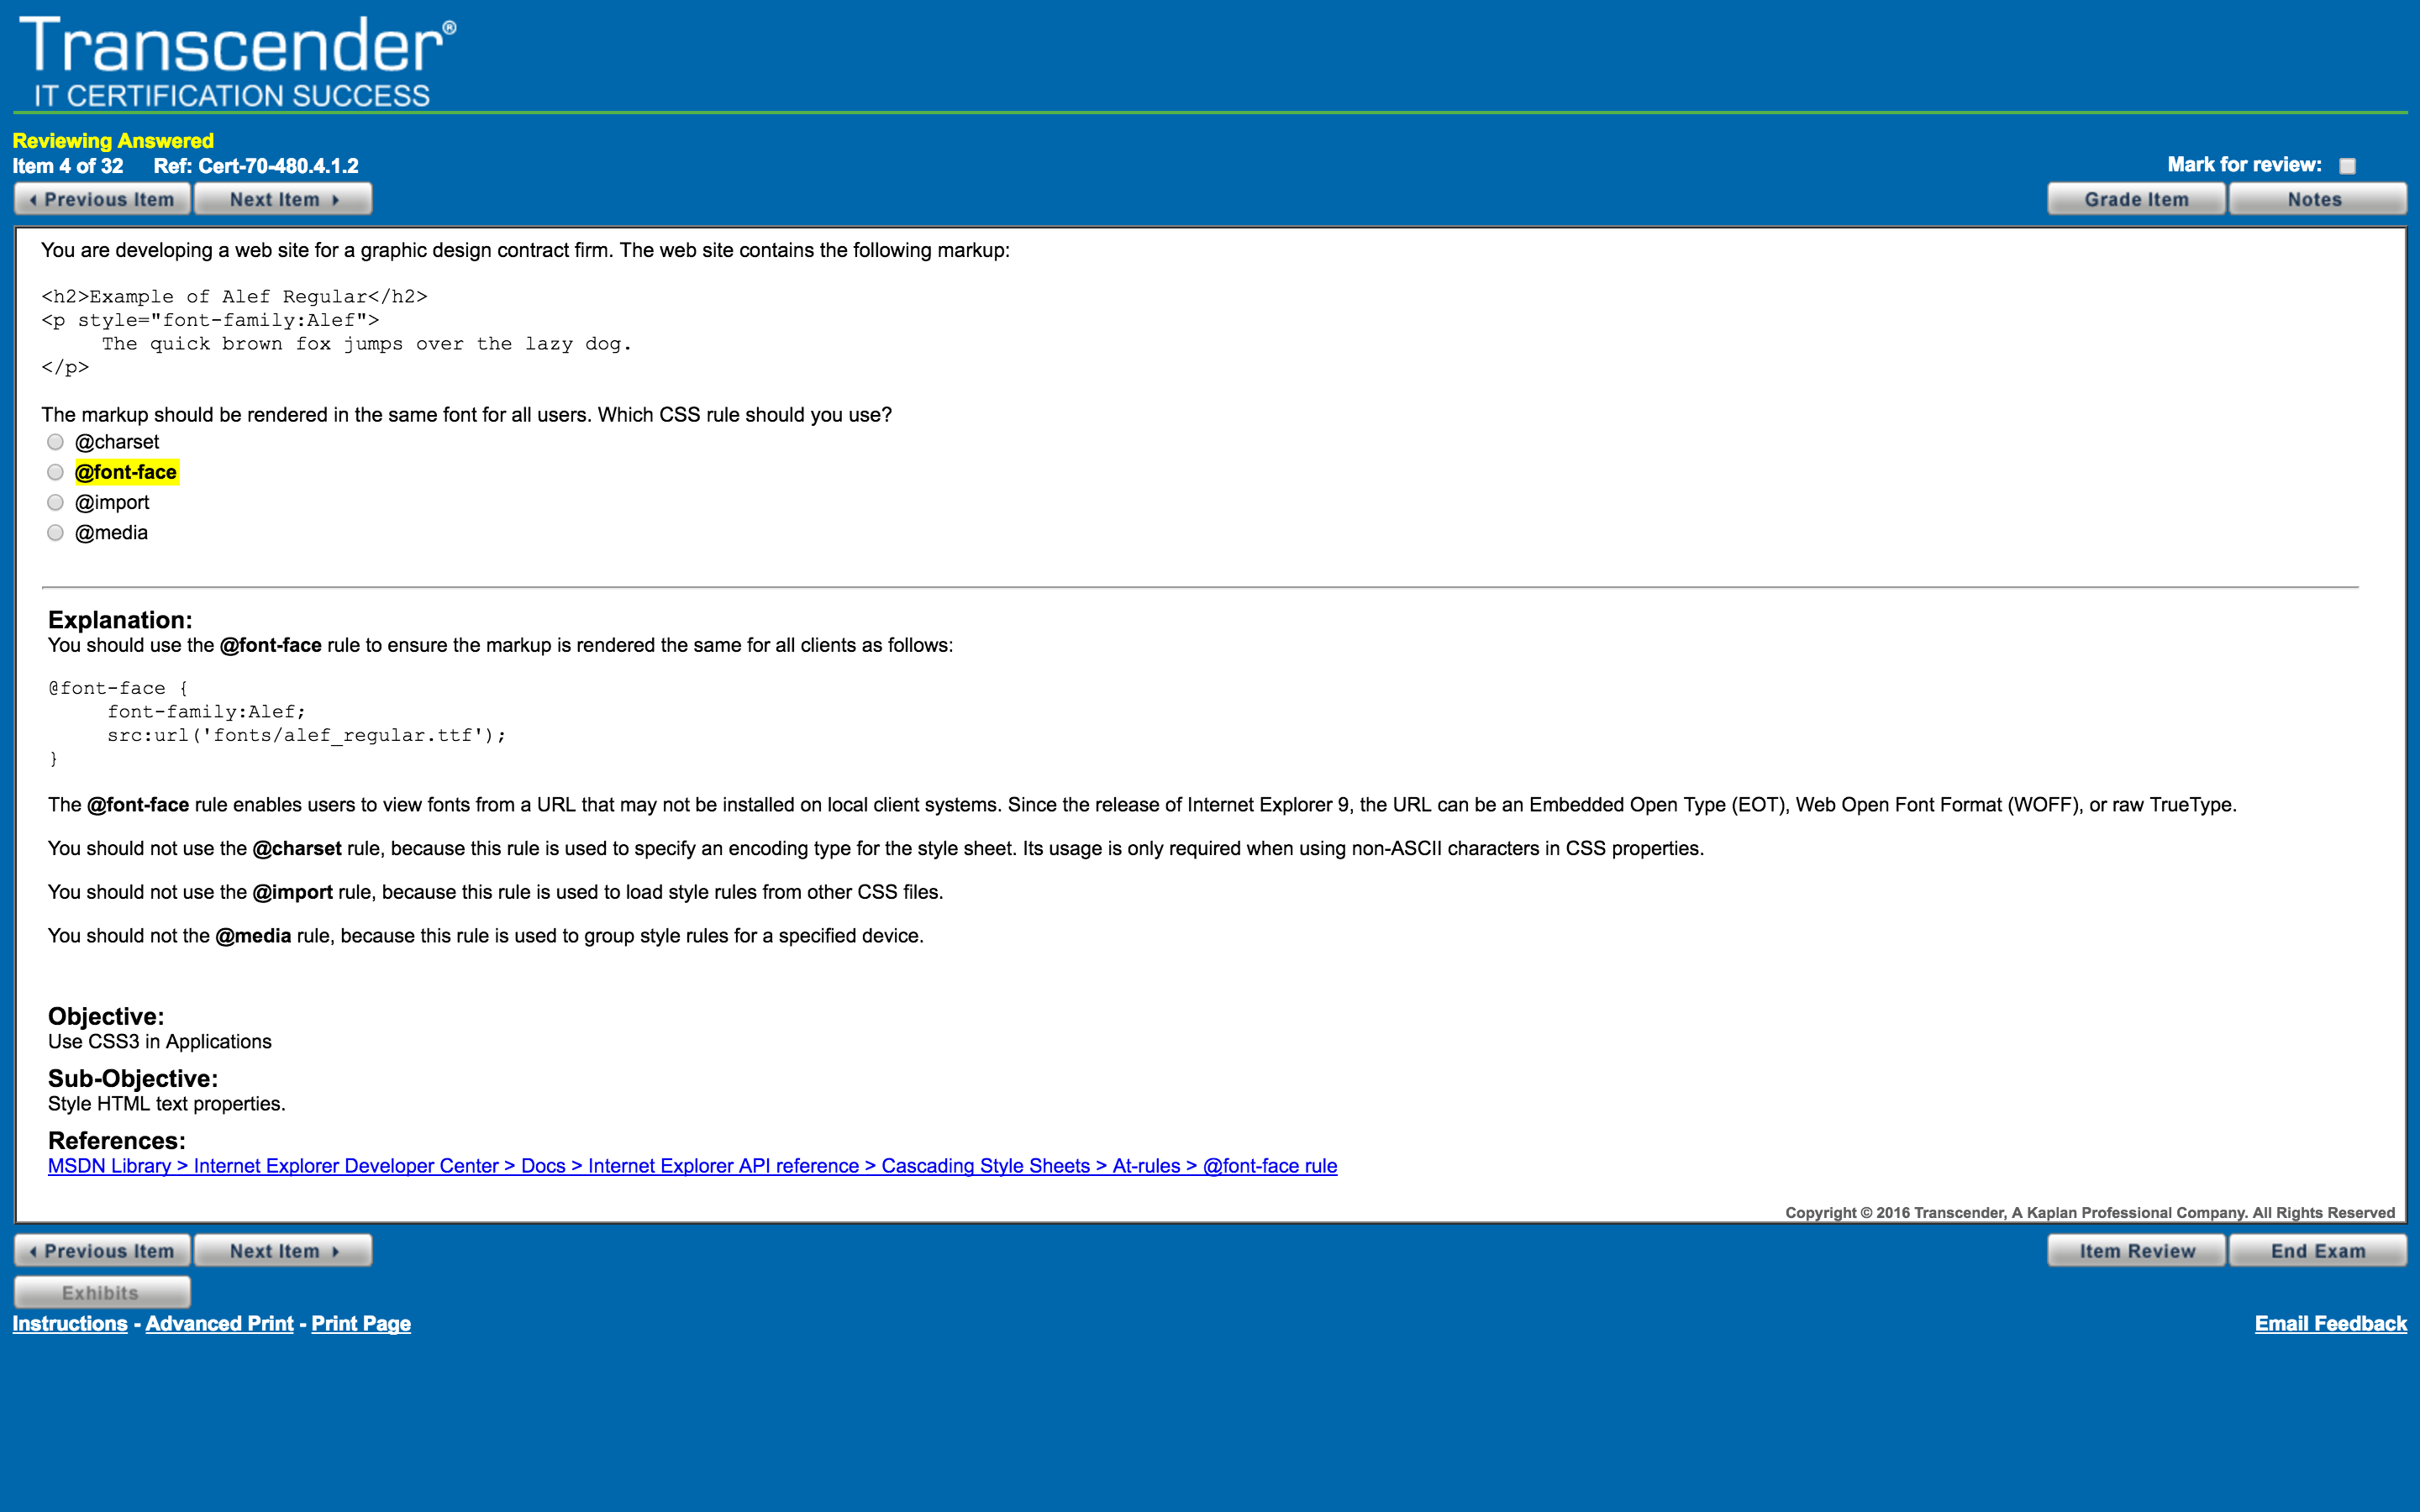 Transcender®
IT CERTIFICATION SUCCESS
Reviewing Answered
Item 4 of 32 Ref: Cert-70-480.4.1.2
Mark for review:
Previous Item Next Item
Grade Item Notes
You are developing a web site for a graphic design contract firm. The web site contains the following markup:
<h2>Example of Alef Regular</h2>
<p style="font-family:Alef">
The quick brown fox jumps over the lazy dog.
</p>
The markup should be rendered in the same font for all users. Which CSS rule should you use?
@charset
@font-face
@import
@media
Explanation:
You should use the @font-face rule to ensure the markup is rendered the same for all clients as follows:
@font-face {
font-family:Alef;
src:url('fonts/alef_regular.ttf');
}
The @font-face rule enables users to view fonts from a URL that may not be installed on local client systems. Since the release of Internet Explorer 9, the URL can be an Embedded Open Type (EOT), Web Open Font Format (WOFF), or raw TrueType.
You should not use the @charset rule, because this rule is used to specify an encoding type for the style sheet. Its usage is only required when using non-ASCII characters in CSS properties.
You should not use the @import rule, because this rule is used to load style rules from other CSS files.
You should not the @media rule, because this rule is used to group style rules for a specified device.
Objective:
Use CSS3 in Applications
Sub-Objective:
Style HTML text properties.
References:
MSDN Library > Internet Explorer Developer Center > Docs > Internet Explorer API reference > Cascading Style Sheets > At-rules > @font-face rule
Copyright © 2016 Transcender, A Kaplan Professional Company. All Rights Reserved
Previous Item Next Item
Item Review End Exam
Exhibits
Instructions - Advanced Print - Print Page
Email Feedback